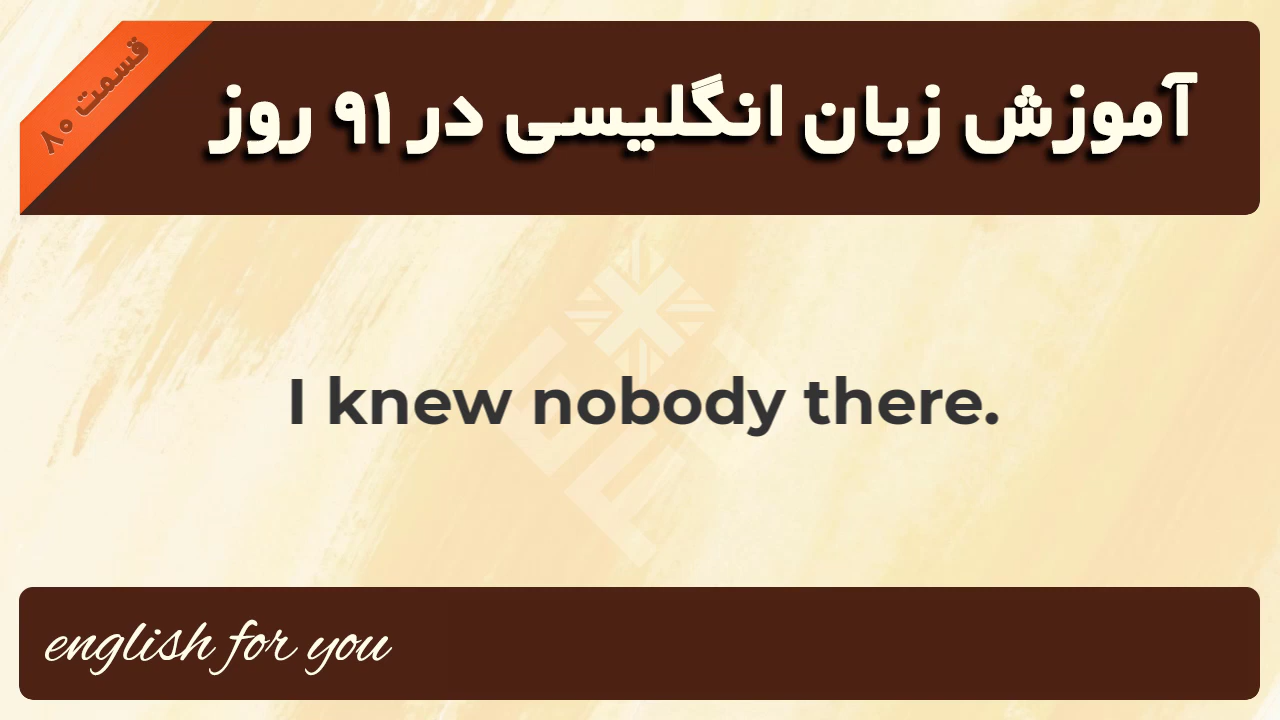 قسمت ۸۰
آموزش زبان انگلیسی در ۹۱ روز
I knew nobody there.
english for you